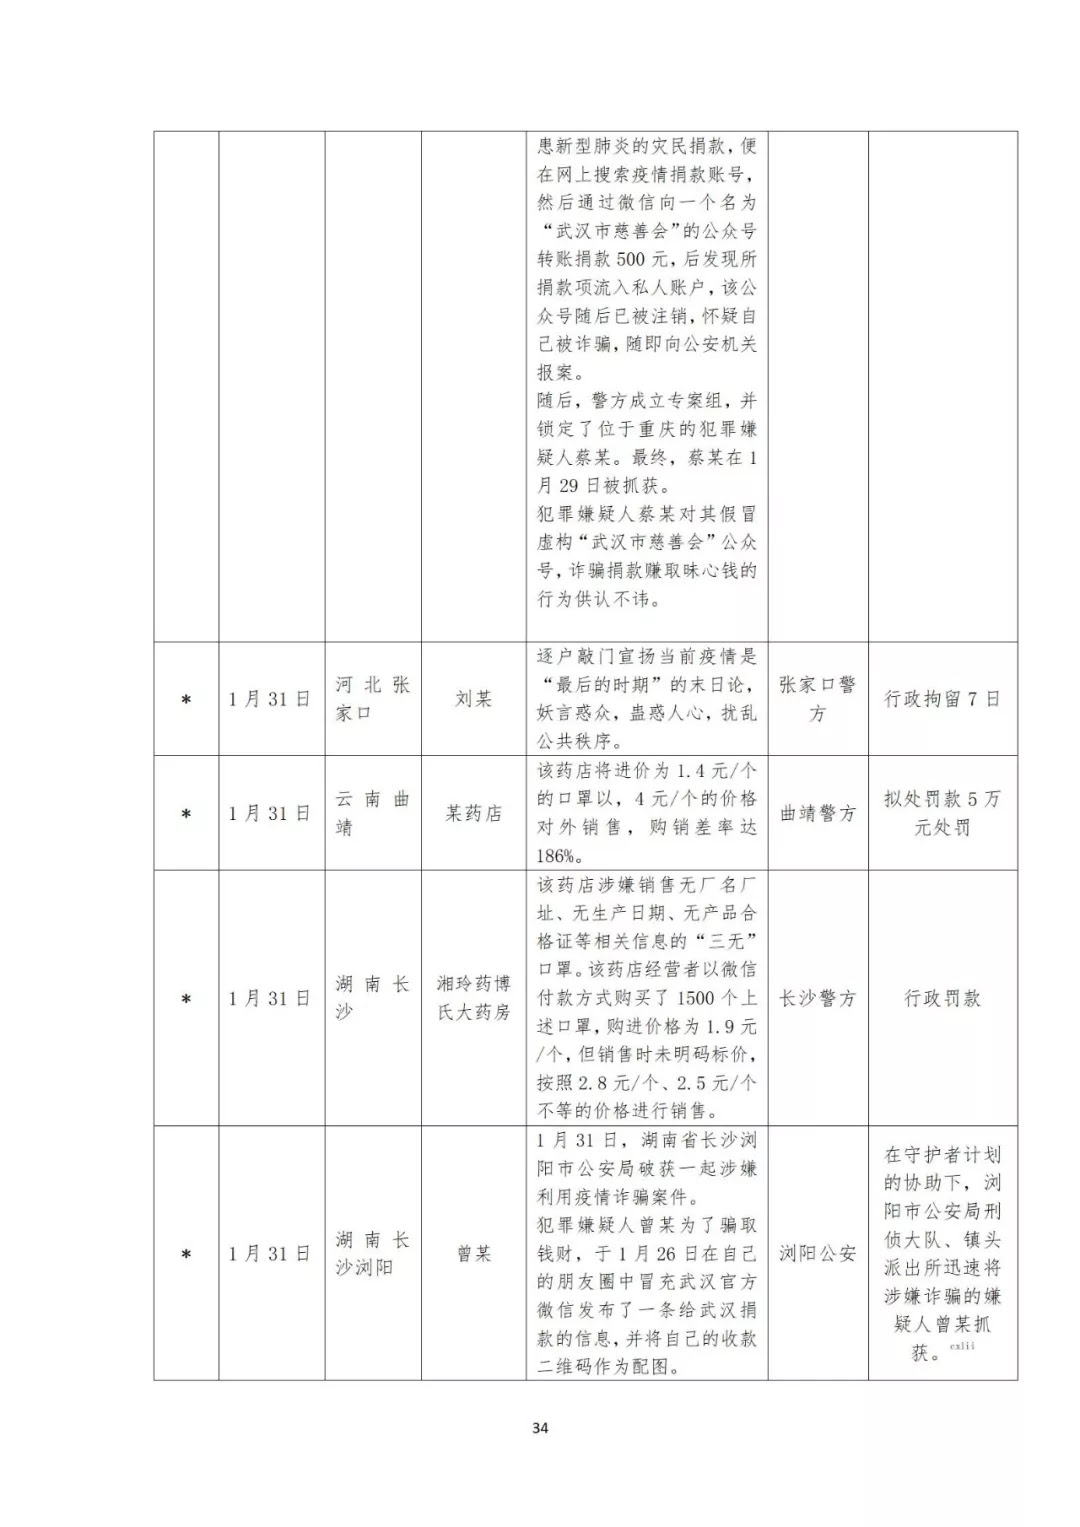 患新型肺炎的灾民捐款，便
在网上搜索疫情捐款账号，
然后通过微信向一个名为
“武汉市慈善会”的公众号
转账捐款 500 元，后发现所
捐款项流入私人账户，该公
众号随后已被注销，怀疑自
己被诈骗，随即向公安机关
报案。
随后，警方成立专案组，并
锁定了位于重庆的犯罪嫌
疑人蔡某。最终，蔡某在 1
月 29 日被抓获。
犯罪嫌疑人蔡某对其假冒
虚构“武汉市慈善会”公众
号，诈骗捐款赚取昧心钱的
行为供认不讳。
*
1 月 31 日
河北张
家口
刘某
逐户敲门宣扬当前疫情是
“最后的时期”的末日论，
妖言惑众，蛊惑人心，扰乱
公共秩序。
张家口警
方
行政拘留 7 日
*
1 月 31 日
云南曲
靖
某药店
该药店将进价为 1.4 元/个
的口罩以，4 元/个的价格
对外销售，购销差率达
186%。
曲靖警方
拟处罚款 5 万
元处罚
*
1 月 31 日
湖南长
沙
湘玲药博
氏大药房
该药店涉嫌销售无厂名厂
址、无生产日期、无产品合
格证等相关信息的“三无”
口罩。该药店经营者以微信
付款方式购买了 1500 个上
述口罩，购进价格为 1.9 元
/个，但销售时未明码标价，
按照 2.8 元/个、2.5 元/个
不等的价格进行销售。
长沙警方
行政罚款
*
1 月 31 日
湖南长
沙浏阳
曾某
1 月 31 日，湖南省长沙浏
阳市公安局破获一起涉嫌
利用疫情诈骗案件。
犯罪嫌疑人曾某为了骗取
钱财，于 1 月 26 日在自己
的朋友圈中冒充武汉官方
微信发布了一条给武汉捐
款的信息，并将自己的收款
二维码作为配图。
浏阳公安
在守护者计划
的协助下，浏
阳市公安局刑
侦大队、镇头
派出所迅速将
涉嫌诈骗的嫌
疑人曾某抓
获。cxlii
34